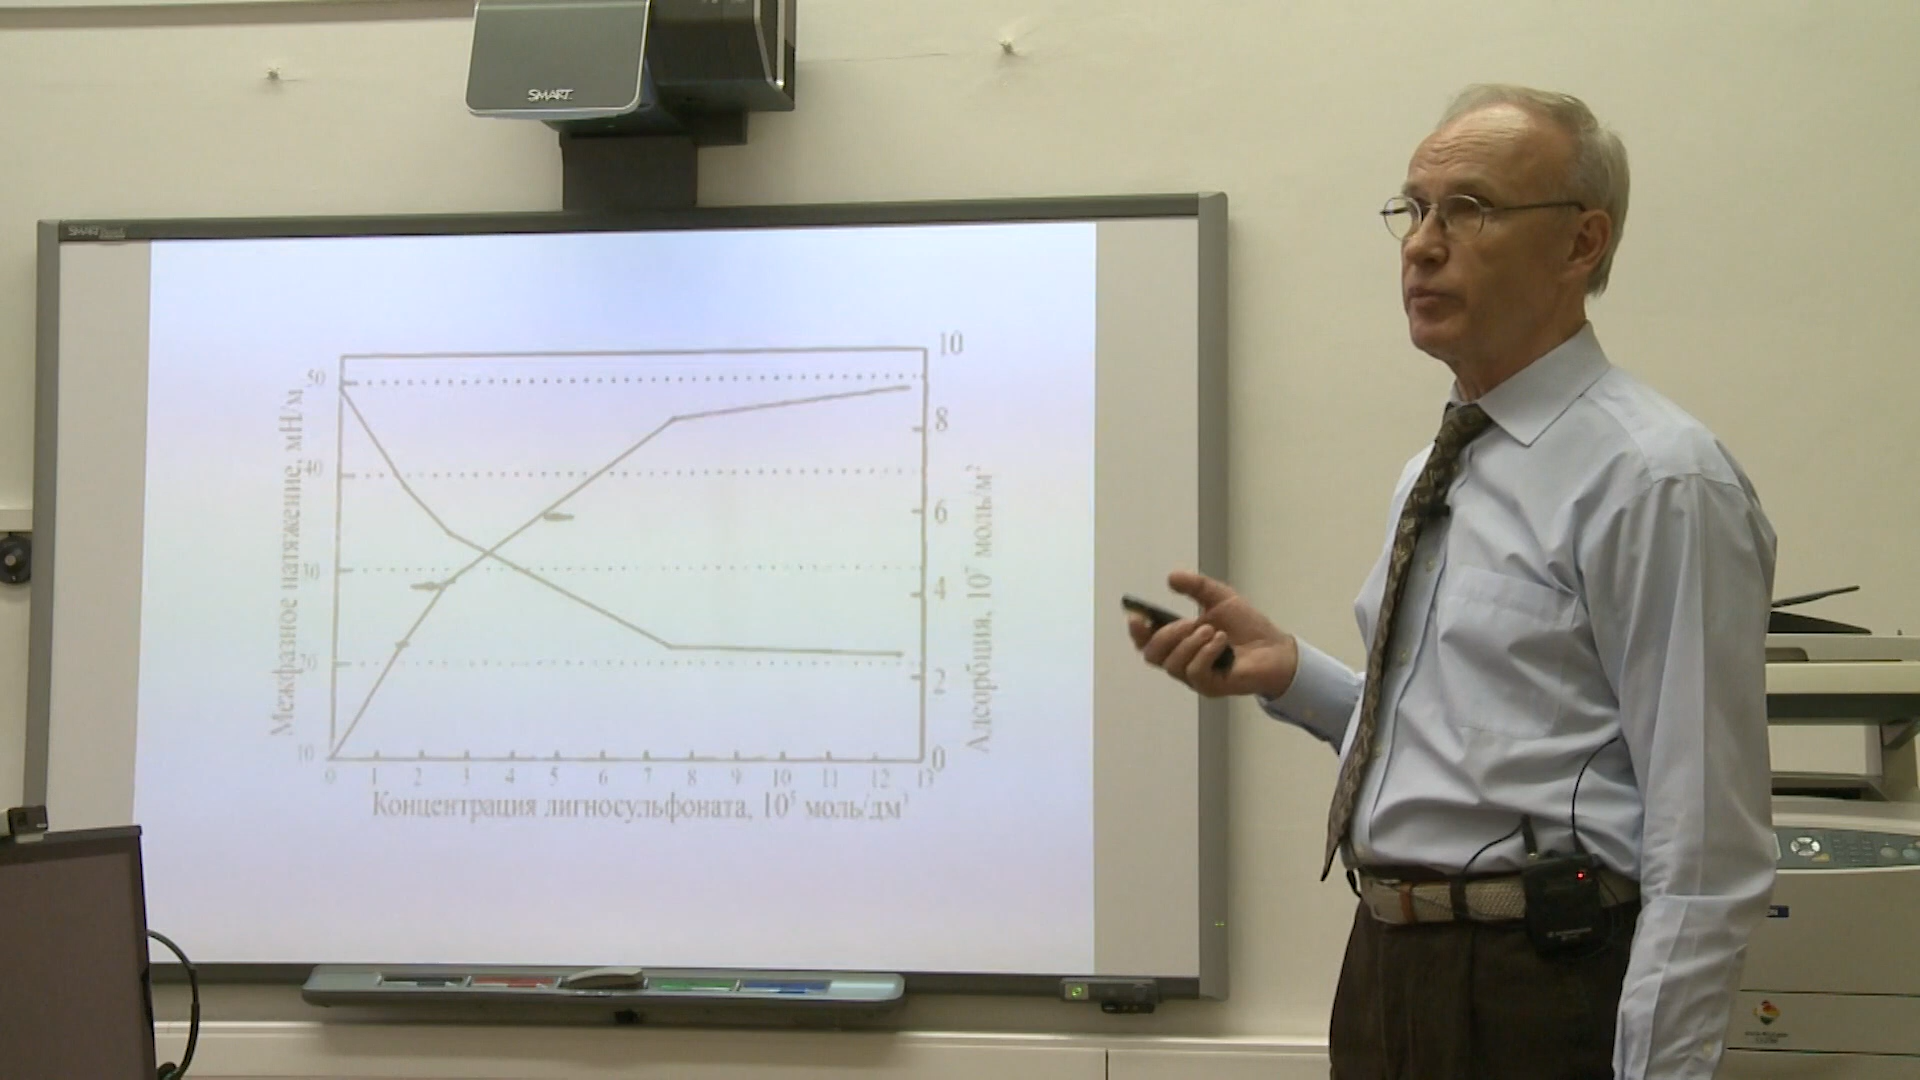 SMART
SMART Board
10
50
8
40
6
30
4
20
2
10
0
0 1 2 3 4 5 6 7 8 9 10 11 12 13
Межфазное натяжение, мН/м
Адсорбция, 10⁷ моль/м²
Концентрация лигносульфоната, 10⁵ моль/дм³